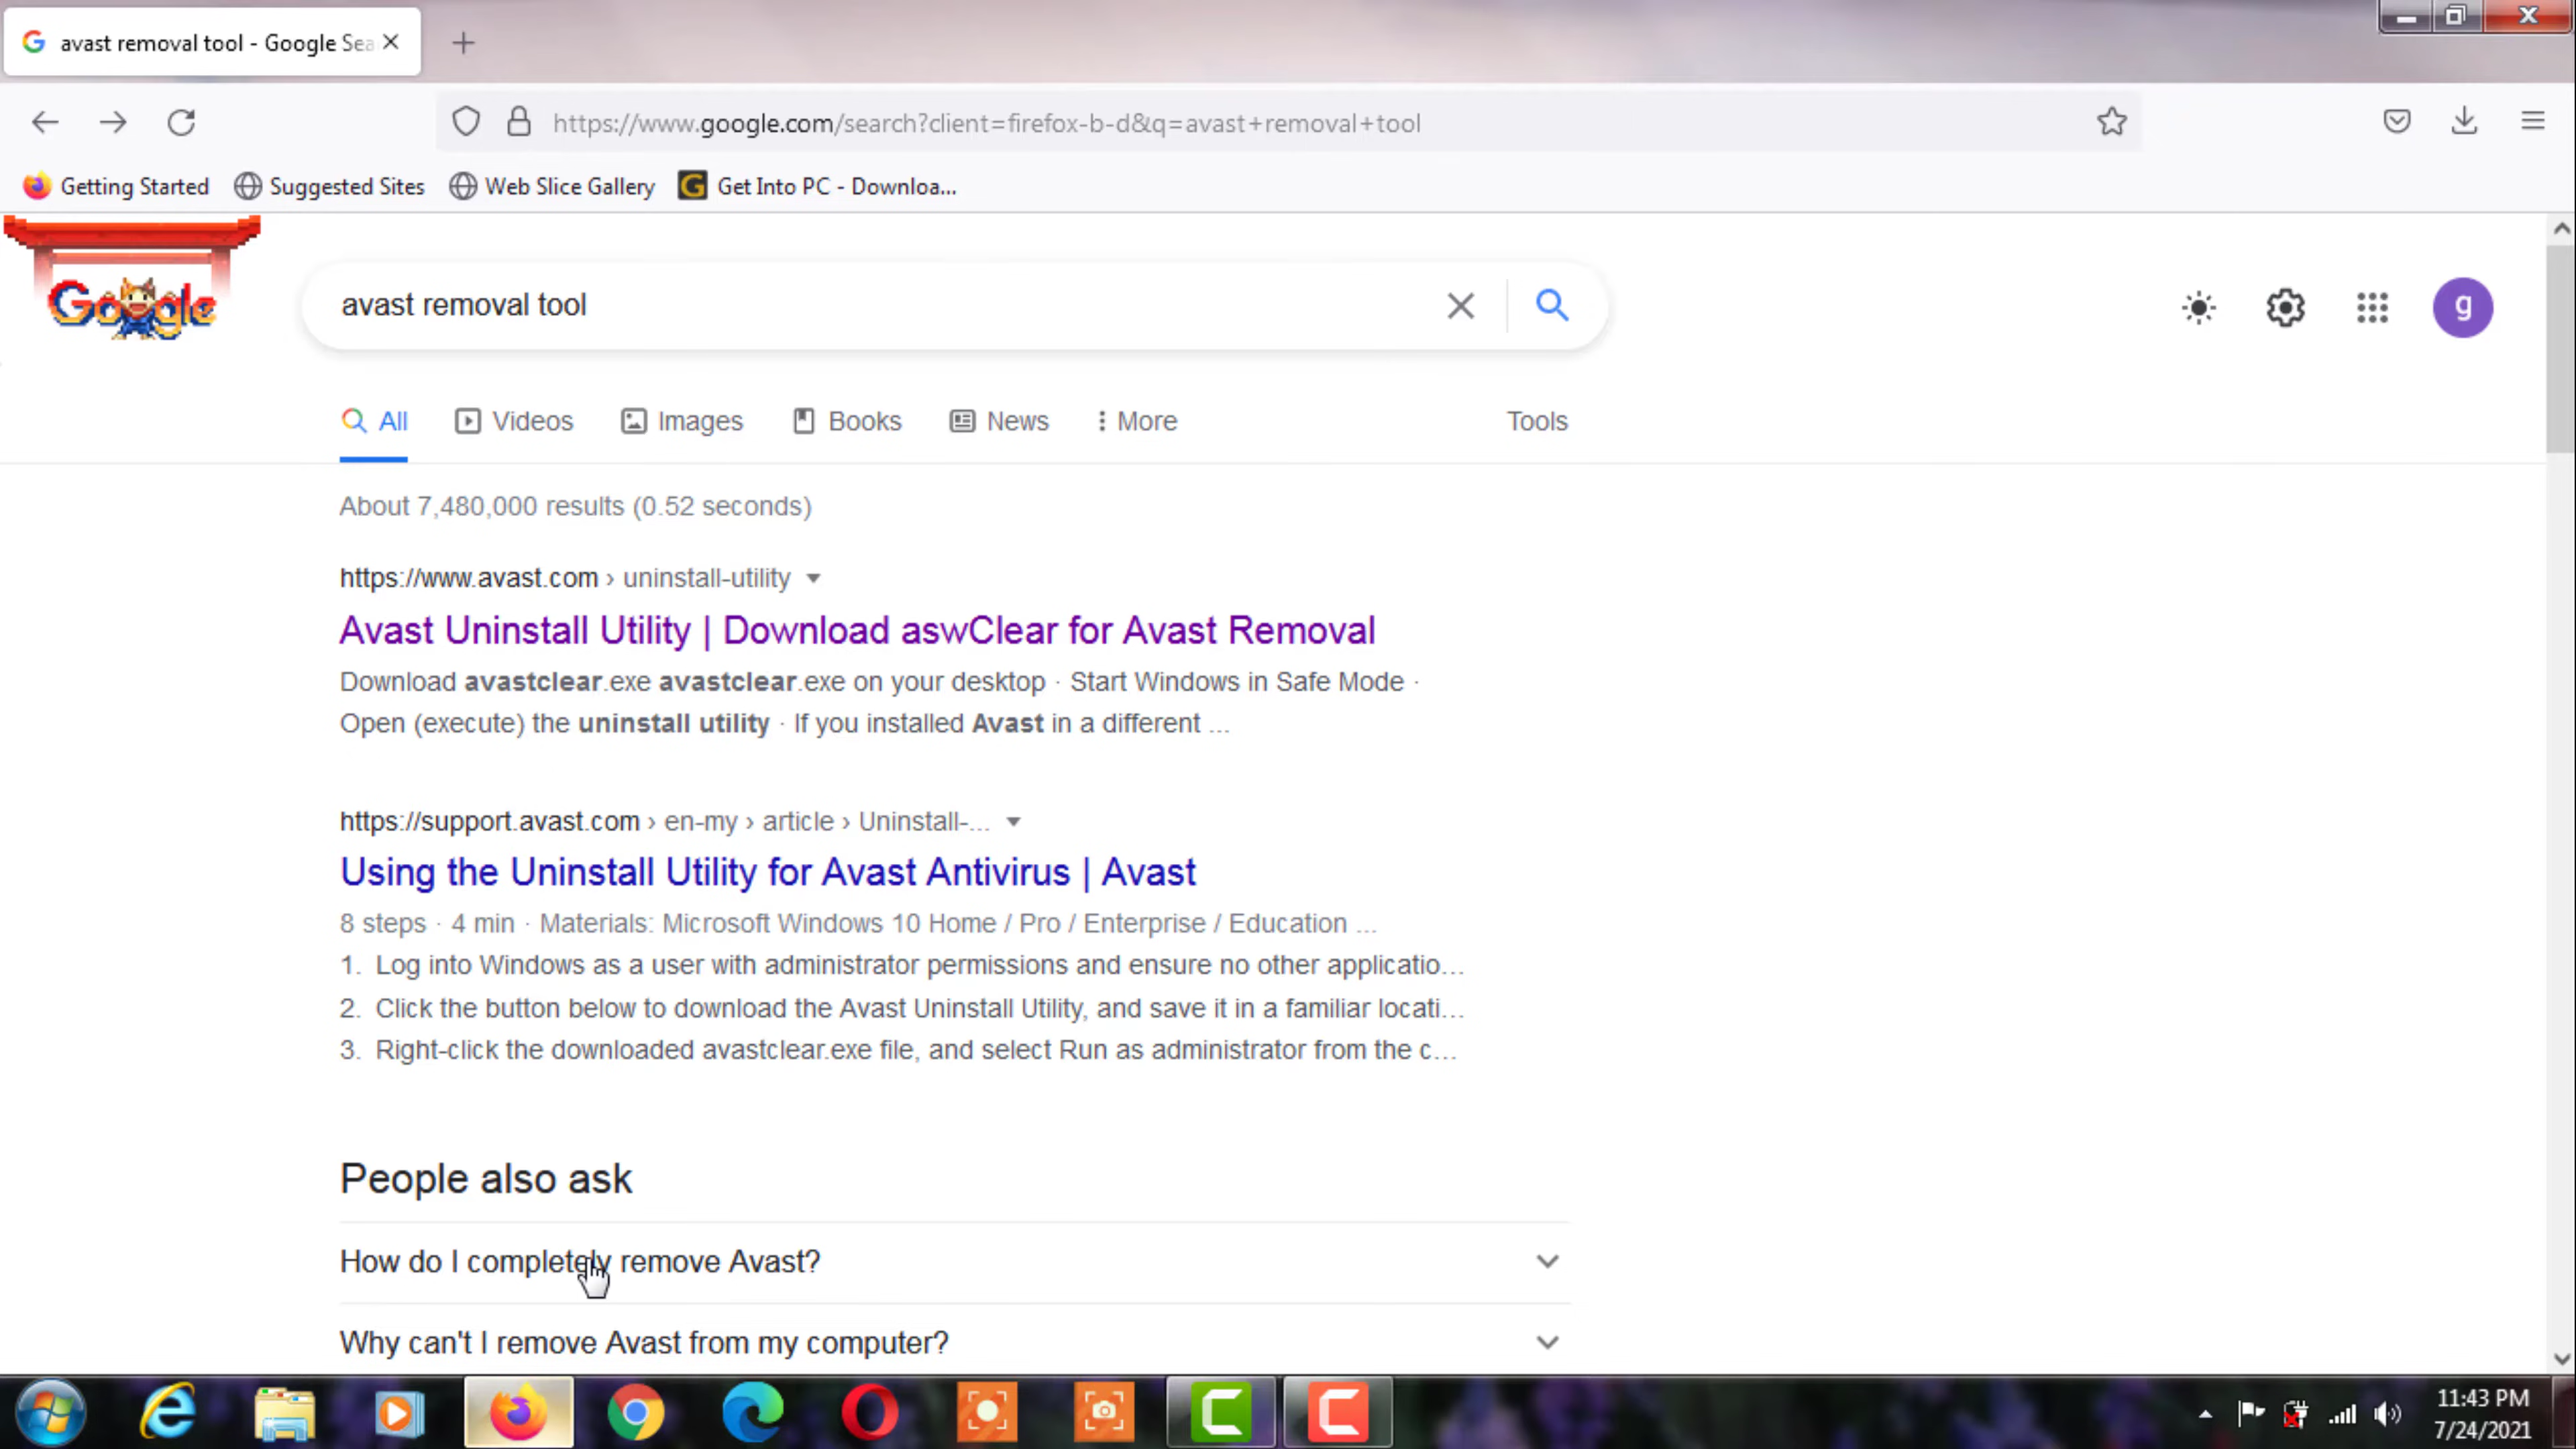 avast removal tool - Google Sea
https://www.google.com/search?client=firefox-b-d&q=avast+removal+tool
Getting Started Suggested Sites Web Slice Gallery Get Into PC - Downloa...
Google
avast removal tool
g
All Videos Images Books News More Tools
About 7,480,000 results (0.52 seconds)
https://www.avast.com › uninstall-utility
Avast Uninstall Utility | Download aswClear for Avast Removal
Download avastclear.exe avastclear.exe on your desktop · Start Windows in Safe Mode ·
Open (execute) the uninstall utility · If you installed Avast in a different ...
https://support.avast.com › en-my › article › Uninstall-...
Using the Uninstall Utility for Avast Antivirus | Avast
8 steps · 4 min · Materials: Microsoft Windows 10 Home / Pro / Enterprise / Education ...
1. Log into Windows as a user with administrator permissions and ensure no other applicatio...
2. Click the button below to download the Avast Uninstall Utility, and save it in a familiar locati...
3. Right-click the downloaded avastclear.exe file, and select Run as administrator from the c...
People also ask
How do I completely remove Avast?
Why can't I remove Avast from my computer?
11:43 PM
7/24/2021